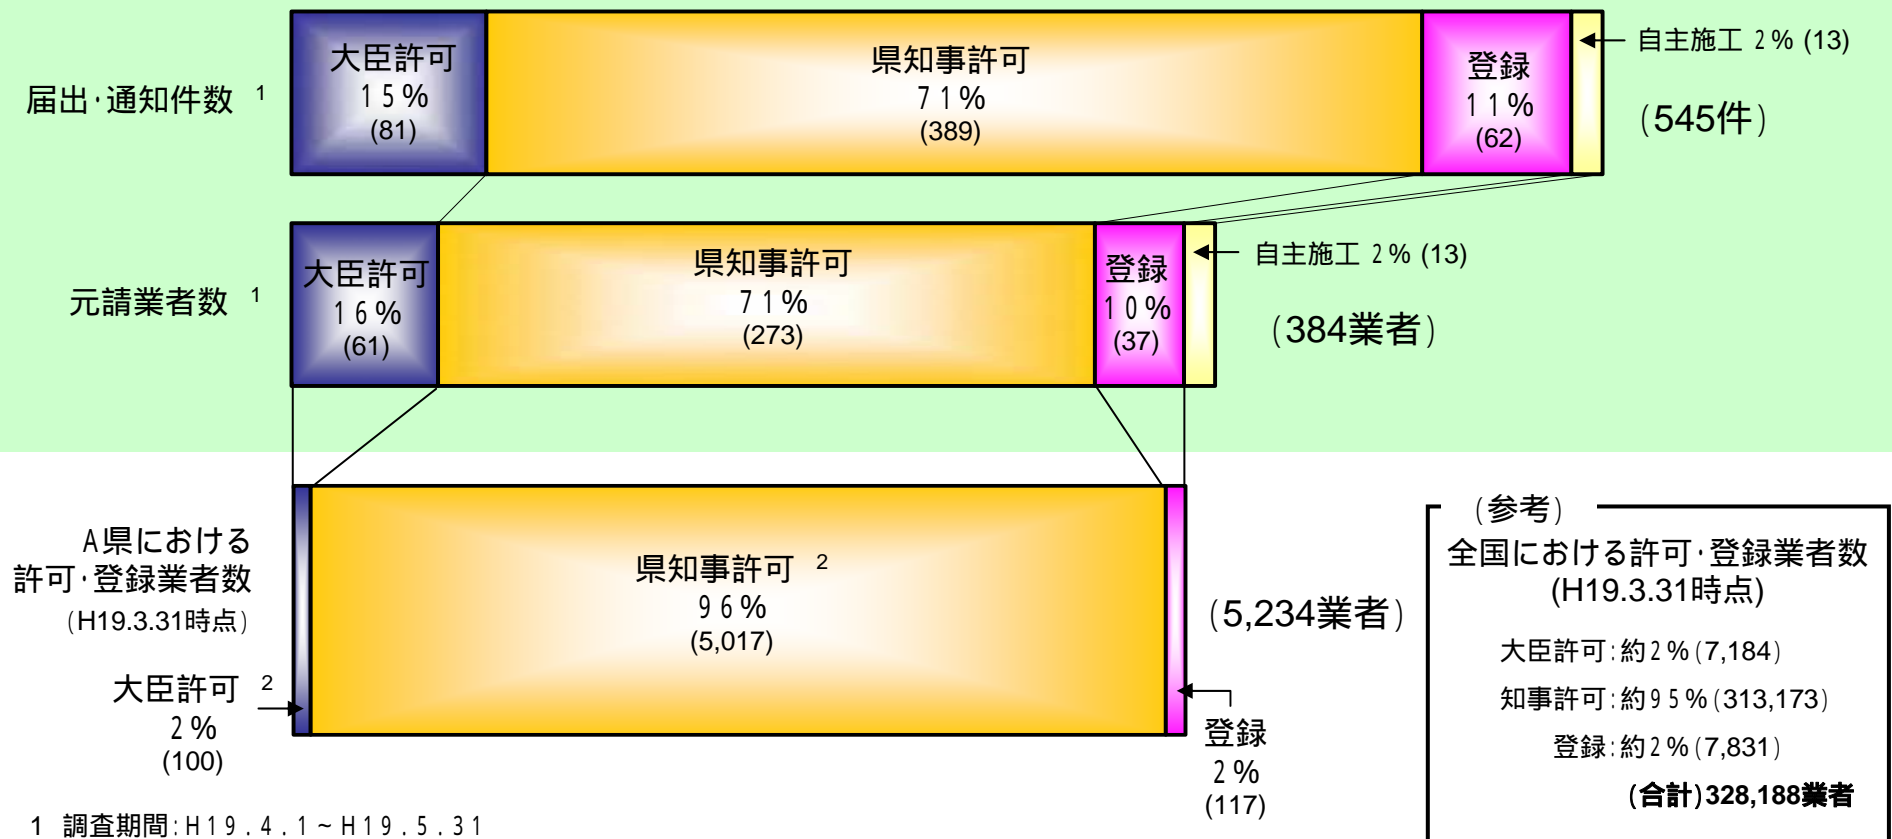 届出・通知件数 1
大臣許可
15%
(81)
県知事許可
71%
(389)
登録
11%
(62)
自主施工 2% (13)
(545件)
元請業者数 1
大臣許可
16%
(61)
県知事許可
71%
(273)
登録
10%
(37)
自主施工 2% (13)
(384業者)
A県における
許可・登録業者数
(H19.3.31時点)
県知事許可 2
96%
(5,017)
(5,234業者)
大臣許可 2
2%
(100)
登録
2%
(117)
(参考)
全国における許可・登録業者数
(H19.3.31時点)
大臣許可:約2%(7,184)
知事許可:約95%(313,173)
登録:約2%(7,831)
(合計)328,188業者
1 調査期間:H19.4.1~H19.5.31